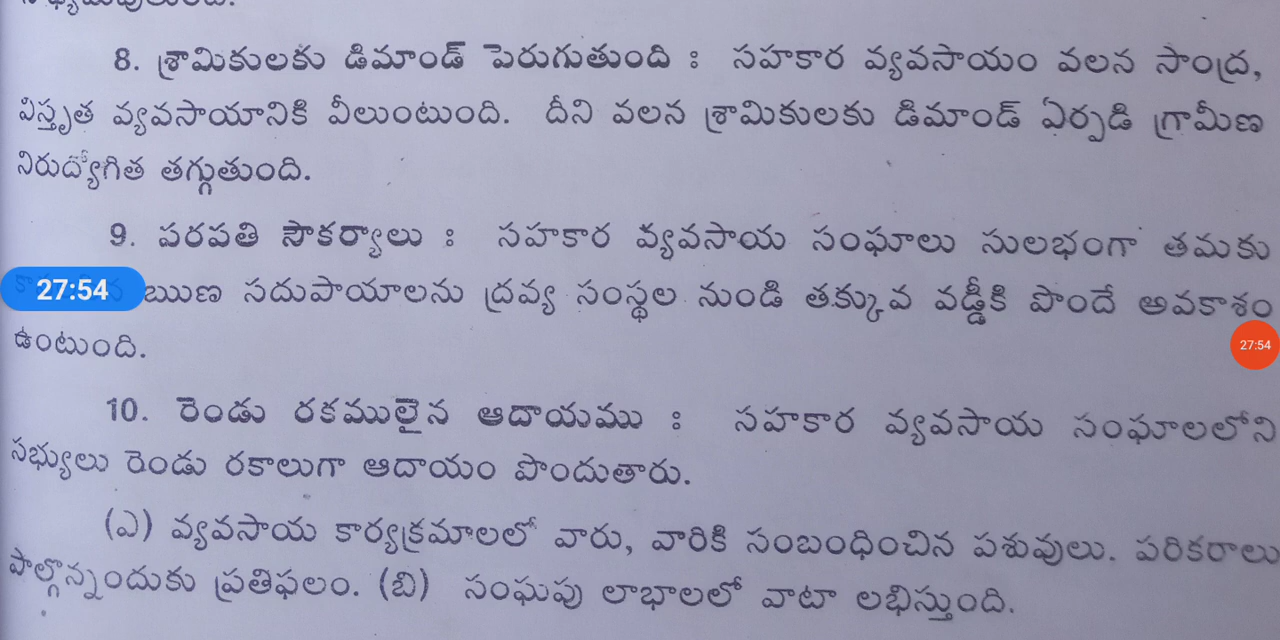 8. శ్రామికులకు డిమాండ్ పెరుగుతుంది : సహకార వ్యవసాయం వలన సాంద్ర,
విస్తృత వ్యవసాయానికి వీలుంటుంది. దీని వలన శ్రామికులకు డిమాండ్ ఏర్పడి గ్రామీణ
నిరుద్యోగిత తగ్గుతుంది.
9. పరపతి సౌకర్యాలు : సహకార వ్యవసాయ సంఘాలు సులభంగా తమకు
27:54 ఋణ సదుపాయాలను ద్రవ్య సంస్థల నుండి తక్కువ వడ్డీకి పొందే అవకాశం
ఉంటుంది.
27:54
10. రెండు రకములైన ఆదాయము : సహకార వ్యవసాయ సంఘాలలోని
సభ్యులు రెండు రకాలుగా ఆదాయం పొందుతారు.
(ఎ) వ్యవసాయ కార్యక్రమాలలో వారు, వారికి సంబంధించిన పశువులు. పరికరాలు
పాల్గొన్నందుకు ప్రతిఫలం. (బి) సంఘపు లాభాలలో వాటా లభిస్తుంది.